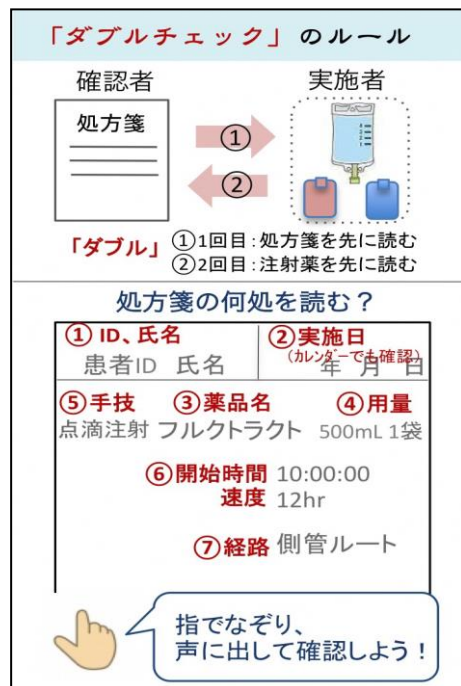 「ダブルチェック」のルール
確認者
実施者
処方箋
①
②
「ダブル」
①1回目:処方箋を先に読む
②2回目:注射薬を先に読む
処方箋の何処を読む？
① ID、氏名
②実施日
(カレンダーでも確認)
患者ID 氏名
年 月 日
⑤手技 ③薬品名 ④用量
点滴注射 フルクトラクト 500mL 1袋
⑥開始時間 10:00:00
速度 12hr
⑦経路 側管ルート
指でなぞり、
声に出して確認しよう！